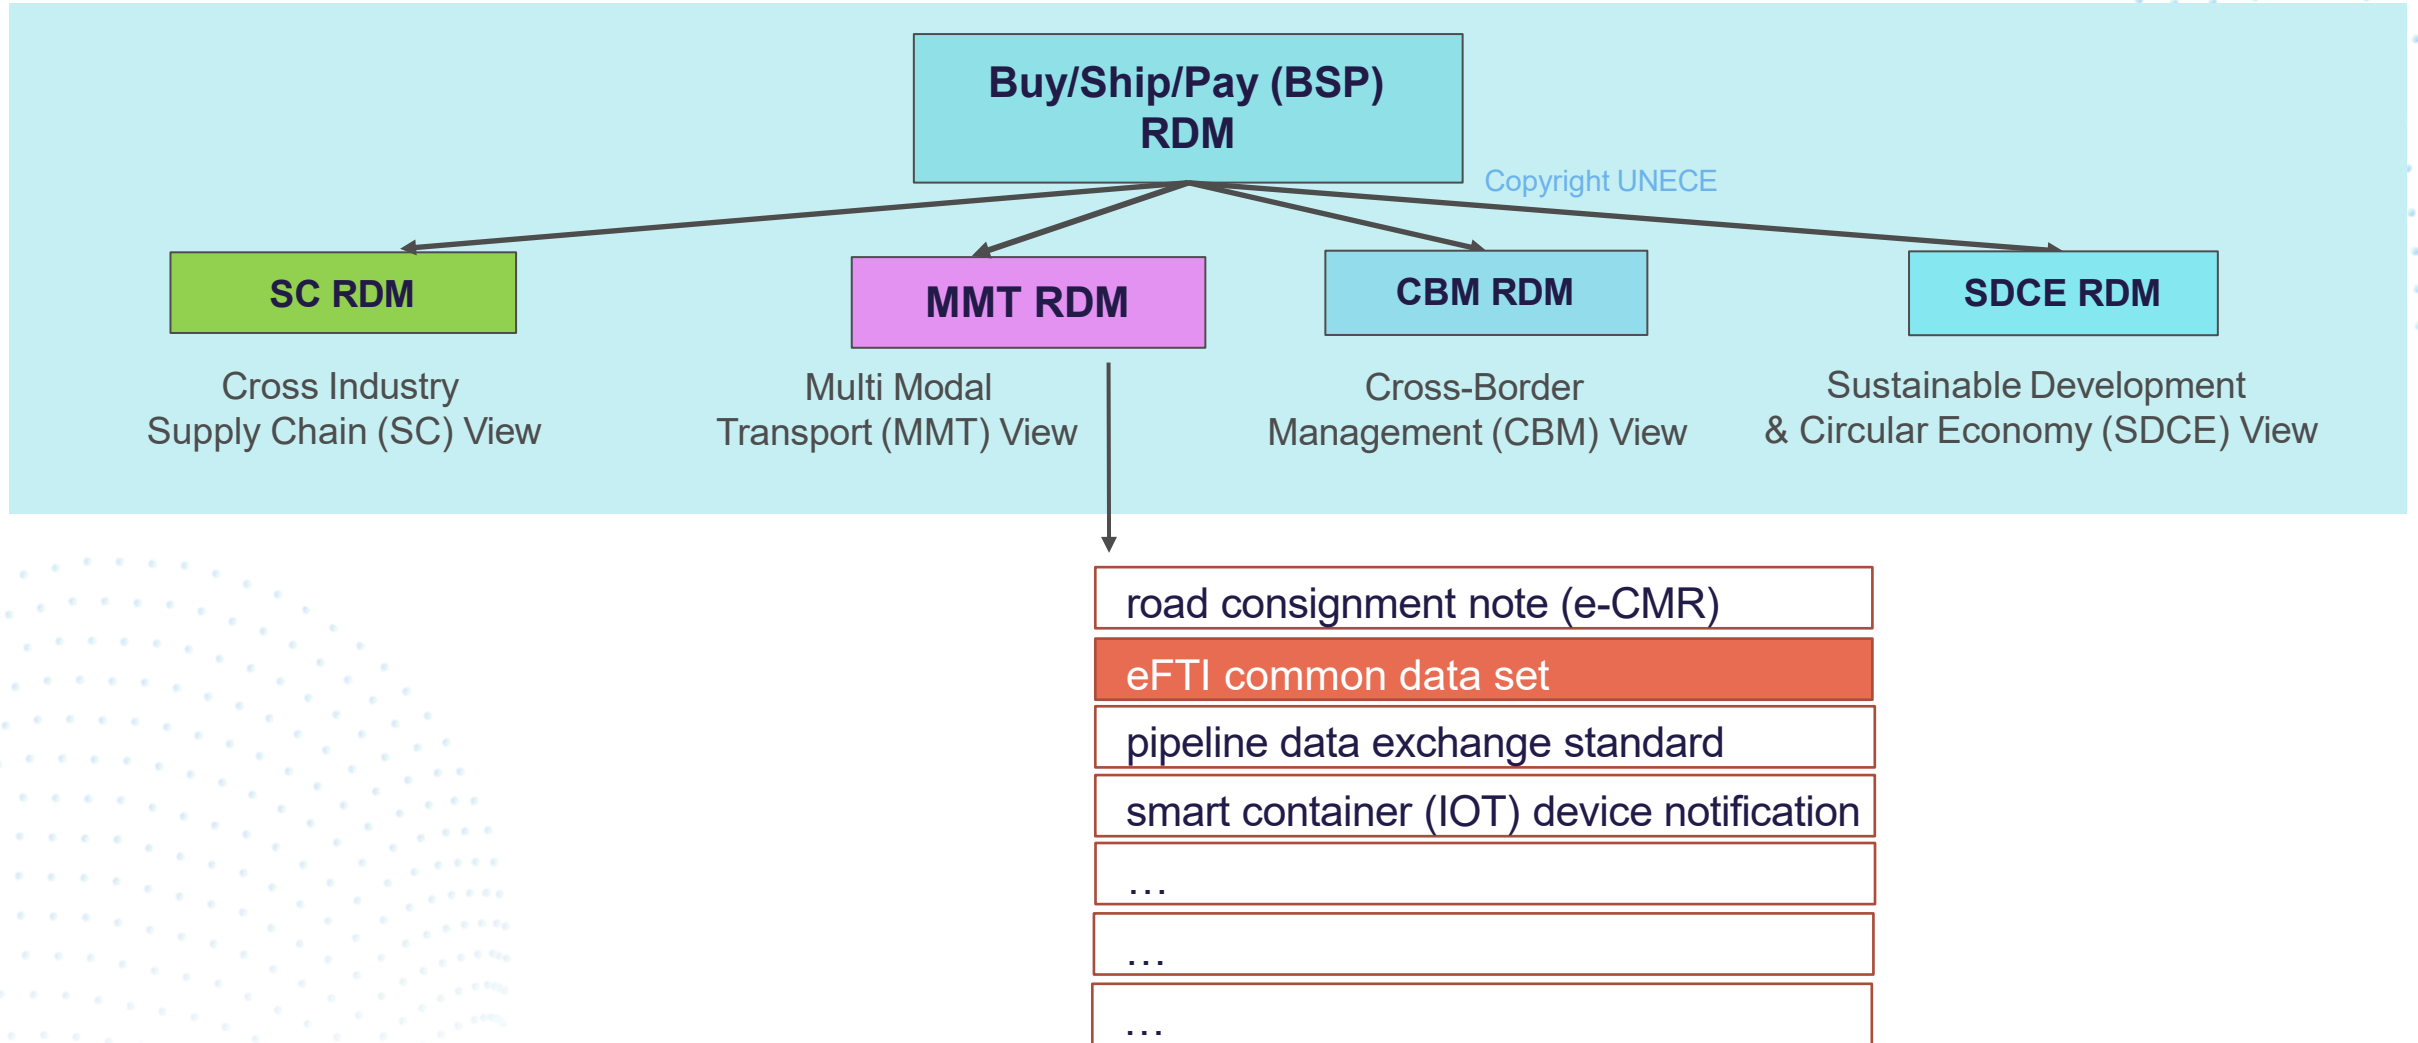 Buy/Ship/Pay (BSP)
RDM
Copyright UNECE
SC RDM
MMT RDM
CBM RDM
SDCE RDM
Cross Industry
Supply Chain (SC) View
Multi Modal
Transport (MMT) View
Cross-Border
Management (CBM) View
Sustainable Development
& Circular Economy (SDCE) View
road consignment note (e-CMR)
eFTI common data set
pipeline data exchange standard
smart container (IOT) device notification
…
…
…